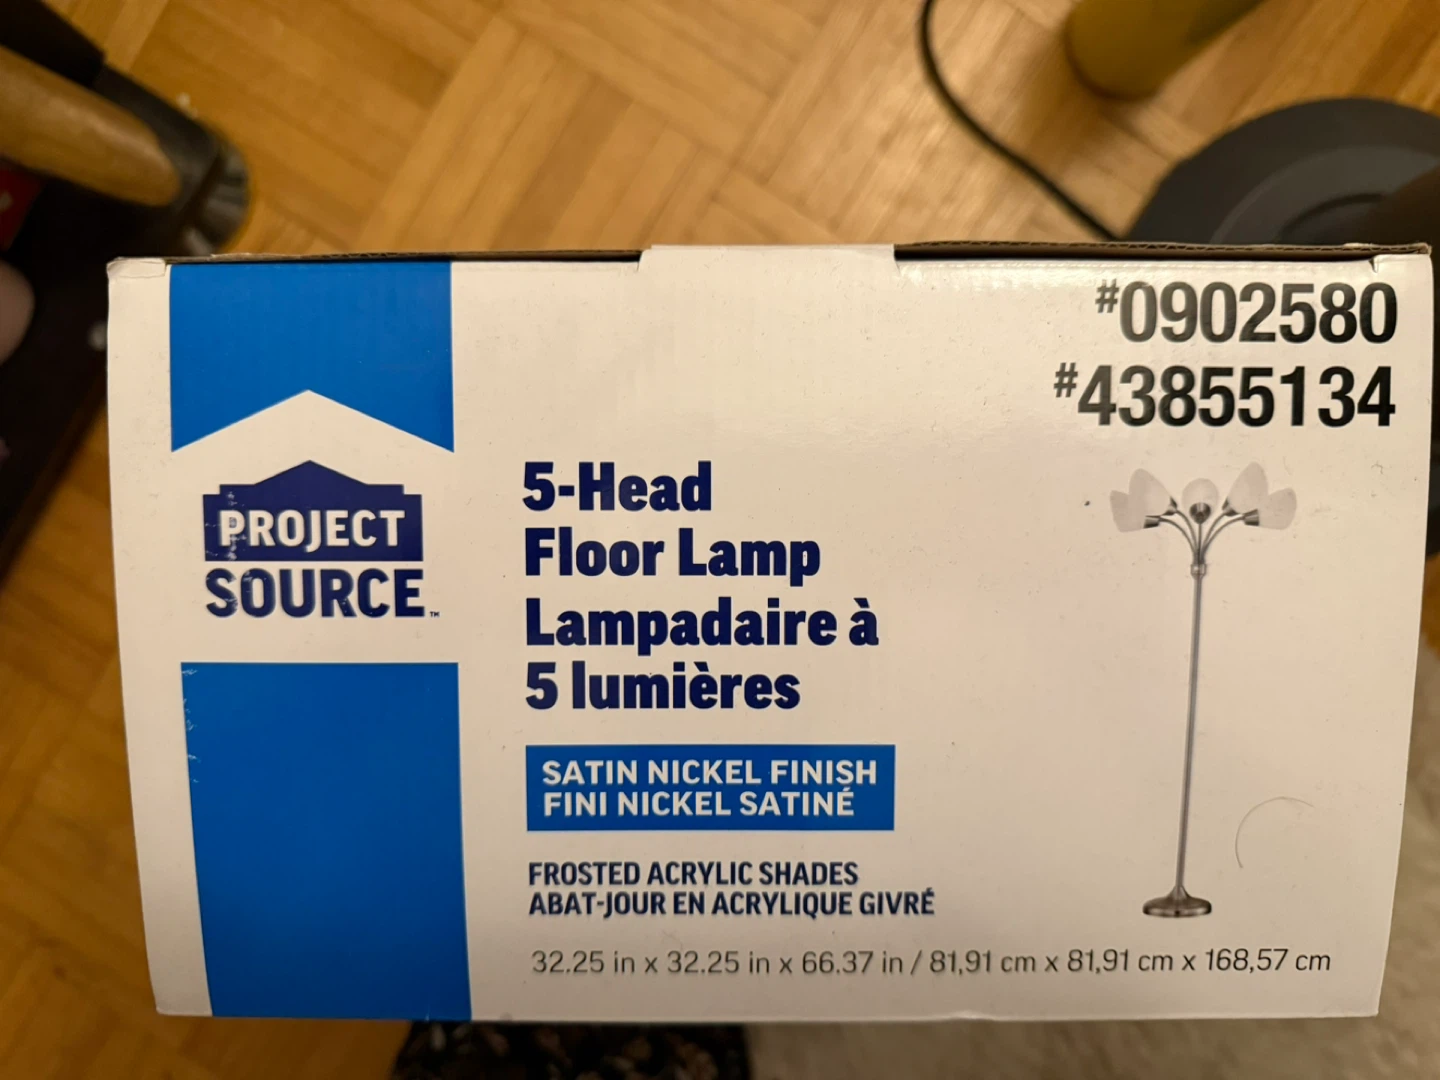 #0902580
#43855134
PROJECT
SOURCE™
5-Head
Floor Lamp
Lampadaire à
5 lumières
SATIN NICKEL FINISH
FINI NICKEL SATINÉ
FROSTED ACRYLIC SHADES
ABAT-JOUR EN ACRYLIQUE GIVRÉ
32.25 in x 32.25 in x 66.37 in / 81,91 cm x 81,91 cm x 168,57 cm